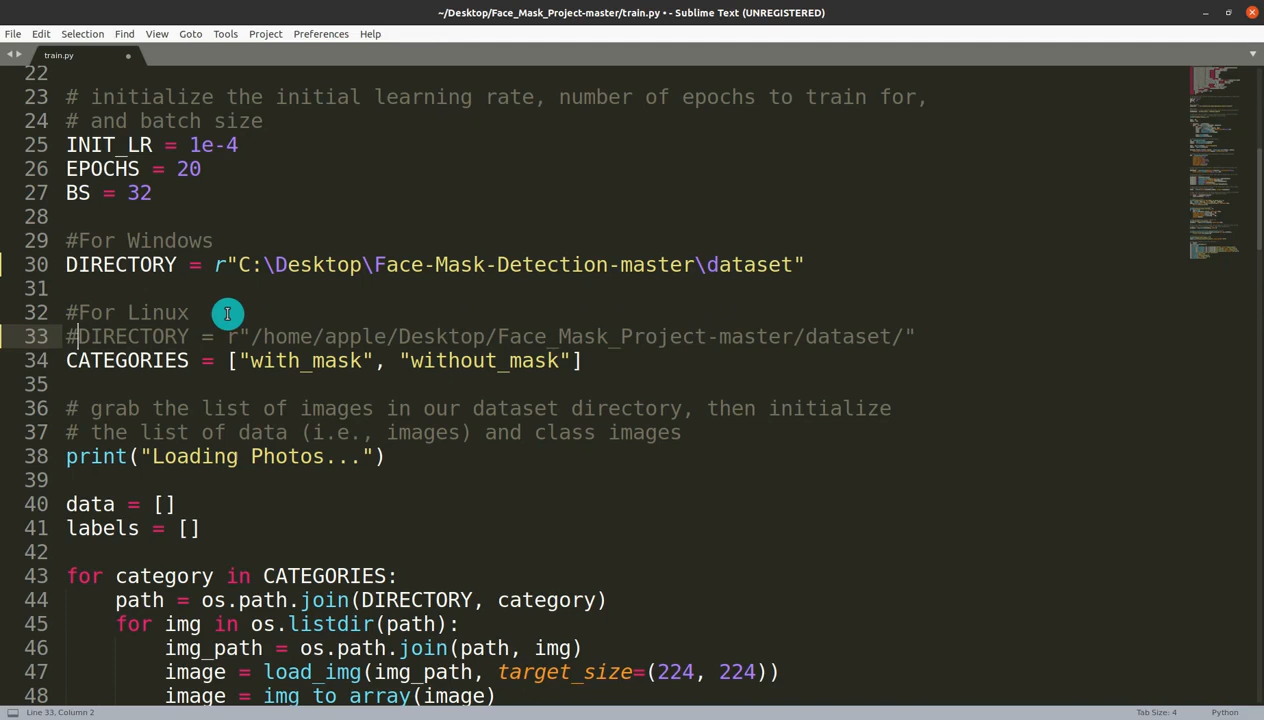 ~/Desktop/Face_Mask_Project-master/train.py • - Sublime Text (UNREGISTERED)
File Edit Selection Find View Goto Tools Project Preferences Help
train.py
22
23 # initialize the initial learning rate, number of epochs to train for,
24 # and batch size
25 INIT_LR = 1e-4
26 EPOCHS = 20
27 BS = 32
28
29 #For Windows
30 DIRECTORY = r"C:\Desktop\Face-Mask-Detection-master\dataset"
31
32 #For Linux
33 #DIRECTORY = r"/home/apple/Desktop/Face_Mask_Project-master/dataset/"
34 CATEGORIES = ["with_mask", "without_mask"]
35
36 # grab the list of images in our dataset directory, then initialize
37 # the list of data (i.e., images) and class images
38 print("Loading Photos...")
39
40 data = []
41 labels = []
42
43 for category in CATEGORIES:
44     path = os.path.join(DIRECTORY, category)
45     for img in os.listdir(path):
46         img_path = os.path.join(path, img)
47         image = load_img(img_path, target_size=(224, 224))
48         image = img_to_array(image)
Line 33, Column 2 Tab Size: 4 Python